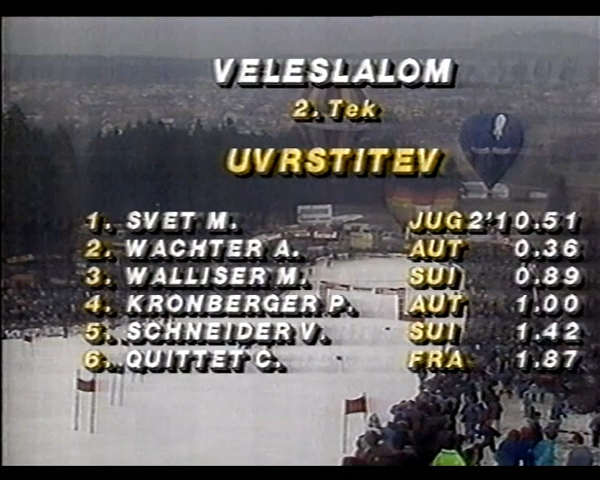 VELESLALOM
2. Tek
UVRSTITEV
1. SVET M. JUG 2'10.51
2. WACHTER A. AUT 0.36
3. WALLISER M. SUI 0.89
4. KRONBERGER P. AUT 1.00
5. SCHNEIDER V. SUI 1.42
6. QUITTET C. FRA 1.87